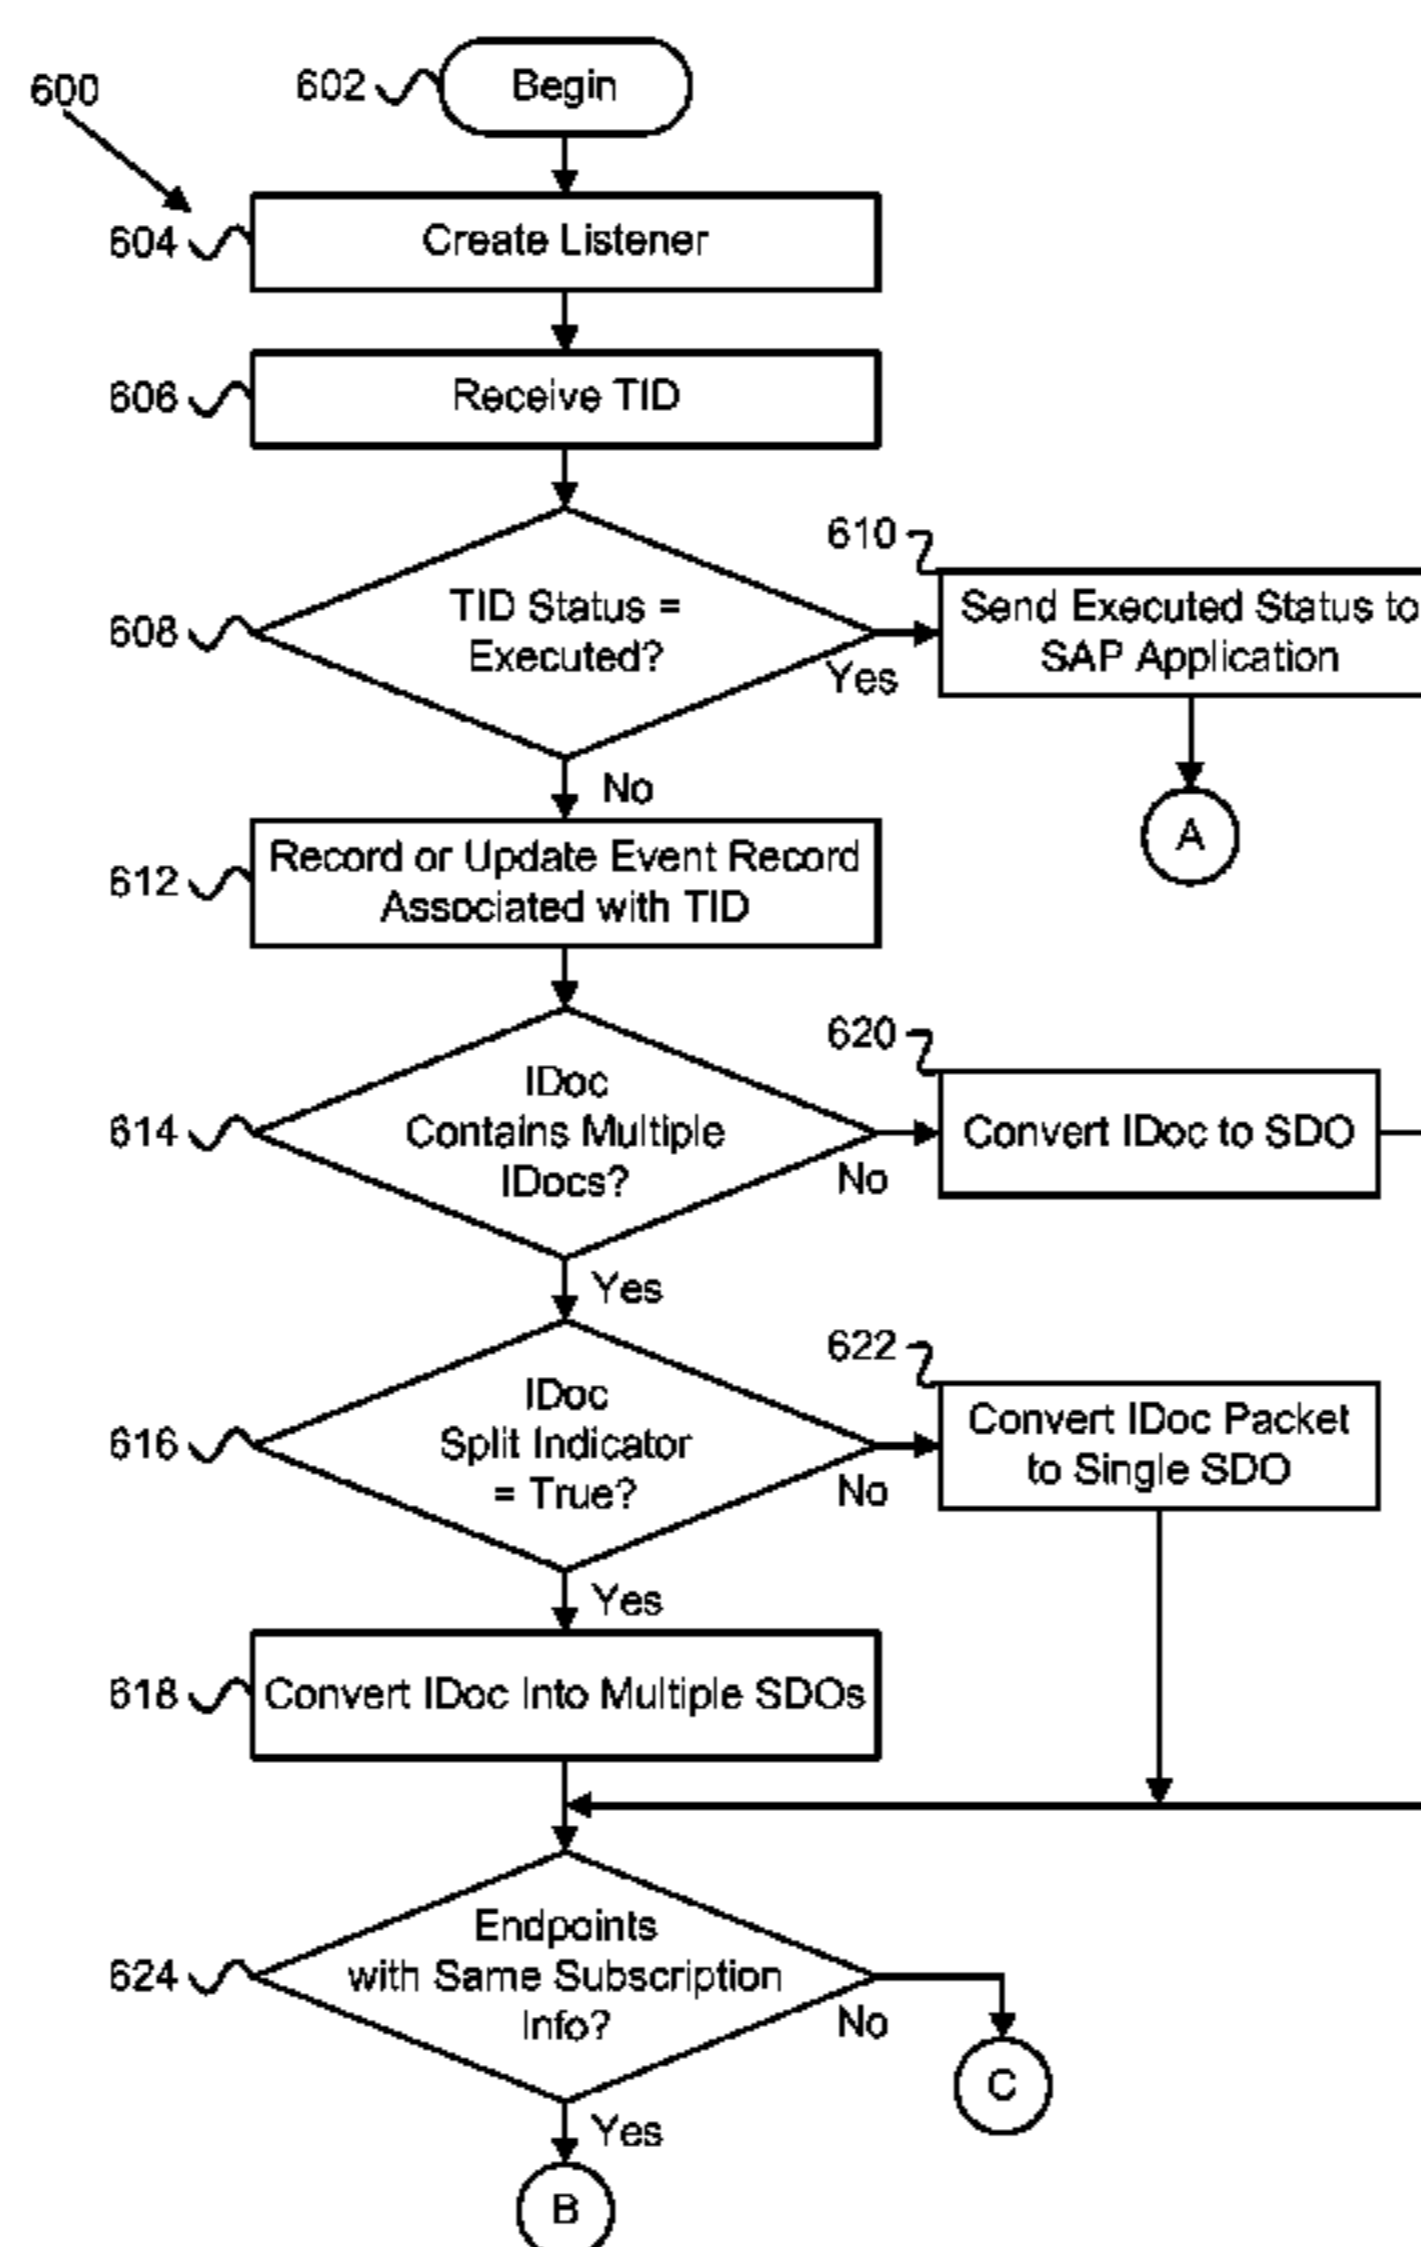 600
602
Begin
604
Create Listener
606
Receive TID
608
TID Status =
Executed?
Yes
610
Send Executed Status to
SAP Application
A
No
612
Record or Update Event Record
Associated with TID
614
IDoc
Contains Multiple
IDocs?
No
620
Convert IDoc to SDO
Yes
616
IDoc
Split Indicator
= True?
No
622
Convert IDoc Packet
to Single SDO
Yes
618
Convert IDoc Into Multiple SDOs
624
Endpoints
with Same Subscription
Info?
No
C
Yes
B